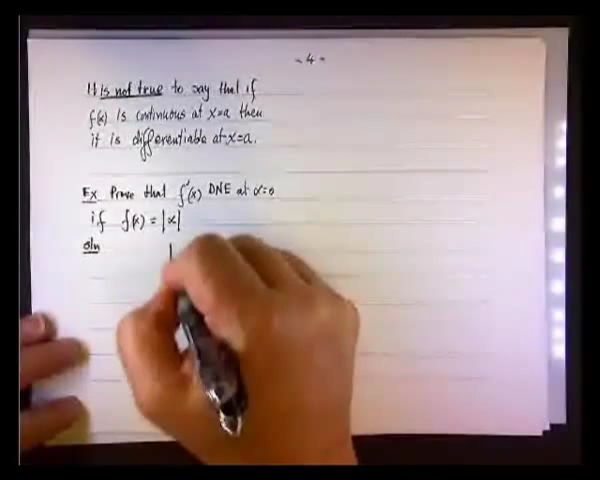 - 4 -
It is not true to say that if
f(x) is continuous at x=a then
it is differentiable at x=a.
Ex Prove that f'(x) DNE at x=0
if f(x) = |x|
soln